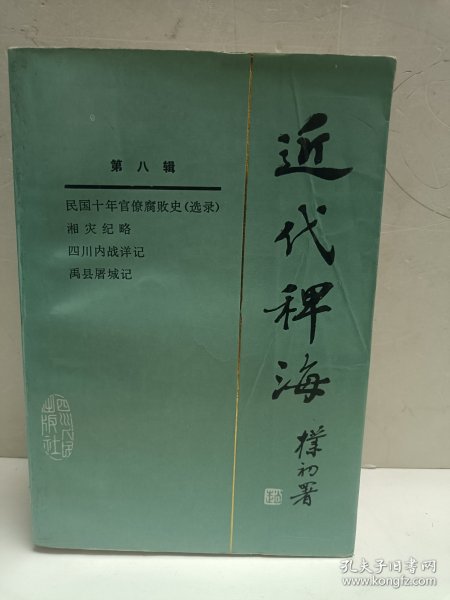 近代稗海
樸初署
第八辑
民国十年官僚腐败史(选录)
湘灾纪略
四川内战详记
禹县屠城记
四川人民
出版社
孔夫子旧书网
www.kongfz.com